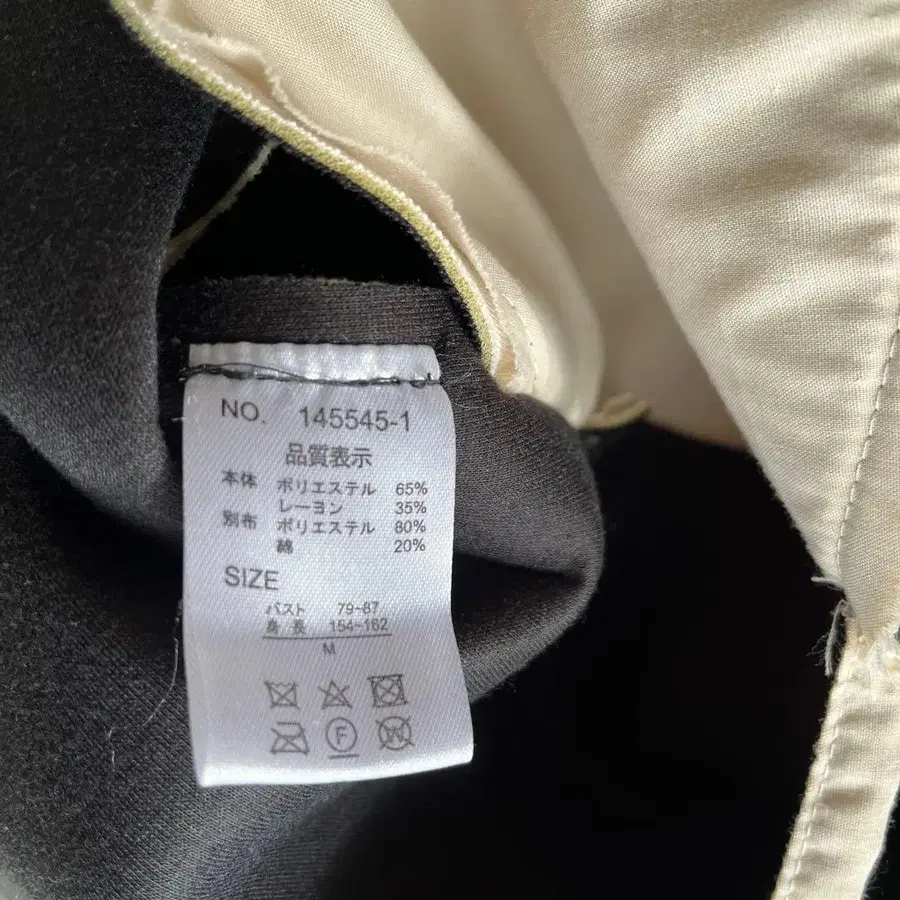 NO. 145545-1
品質表示
本体 ポリエステル 65%
レーヨン 35%
別布 ポリエステル 80%
綿 20%
SIZE
バスト 79~87
身長 154~162
M
F W